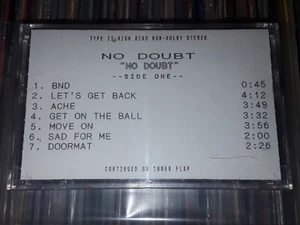 TYPE II HIGH BIAS NON-DOLBY STEREO
NO DOUBT
"NO DOUBT"
--SIDE ONE--
1. BND 0:45
2. LET'S GET BACK 4:12
3. ACHE 3:49
4. GET ON THE BALL 3:32
5. MOVE ON 3:56
6. SAD FOR ME 2:00
7. DOORMAT 2:26
CONTINUED ON INNER FLAP